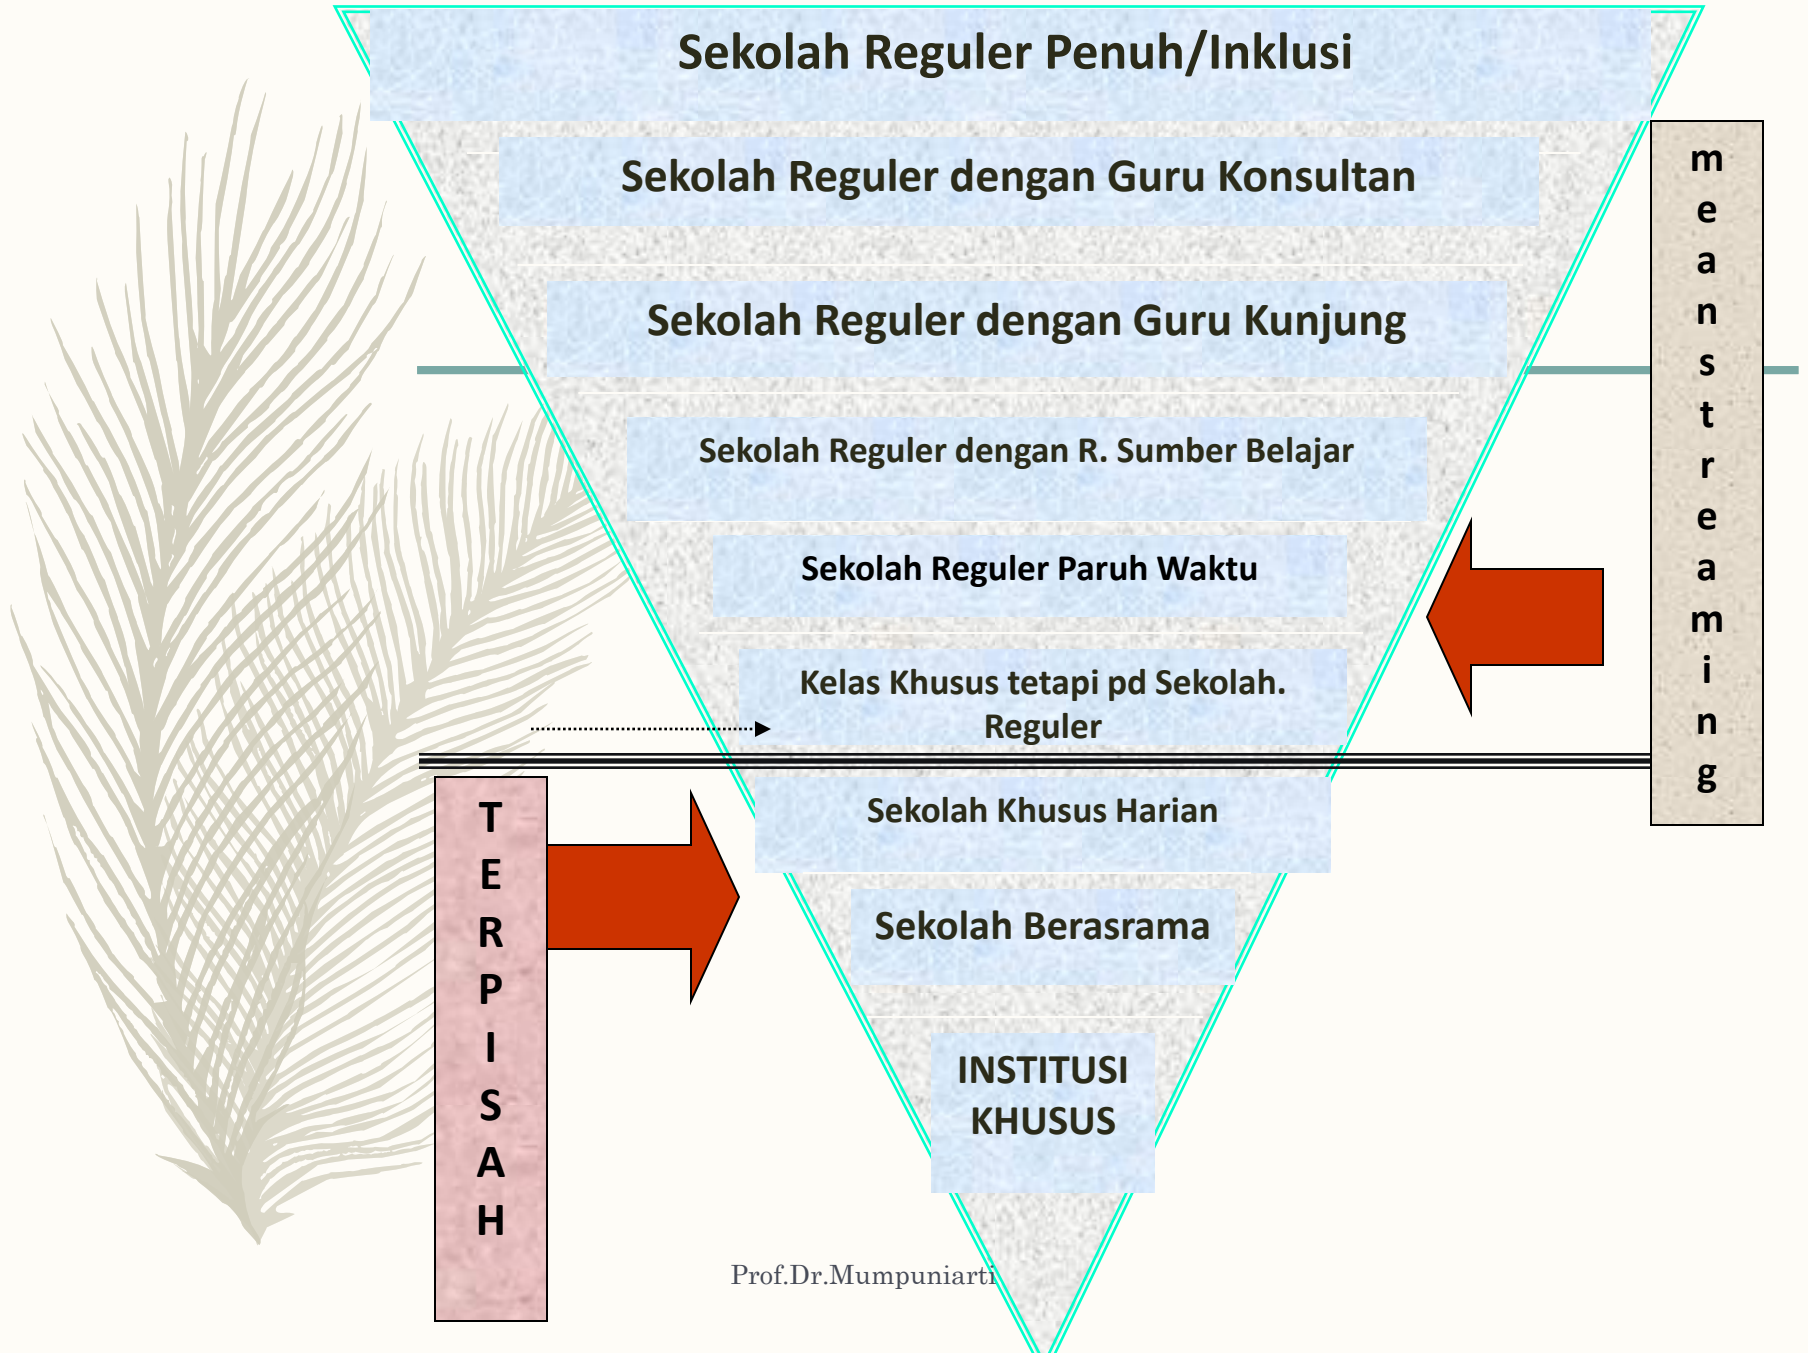 Sekolah Reguler Penuh/Inklusi
Sekolah Reguler dengan Guru Konsultan
Sekolah Reguler dengan Guru Kunjung
Sekolah Reguler dengan R. Sumber Belajar
Sekolah Reguler Paruh Waktu
Kelas Khusus tetapi pd Sekolah.
Reguler
Sekolah Khusus Harian
Sekolah Berasrama
INSTITUSI
KHUSUS
m
e
a
n
s
t
r
e
a
m
i
n
g
T
E
R
P
I
S
A
H
Prof.Dr.Mumpuniarti